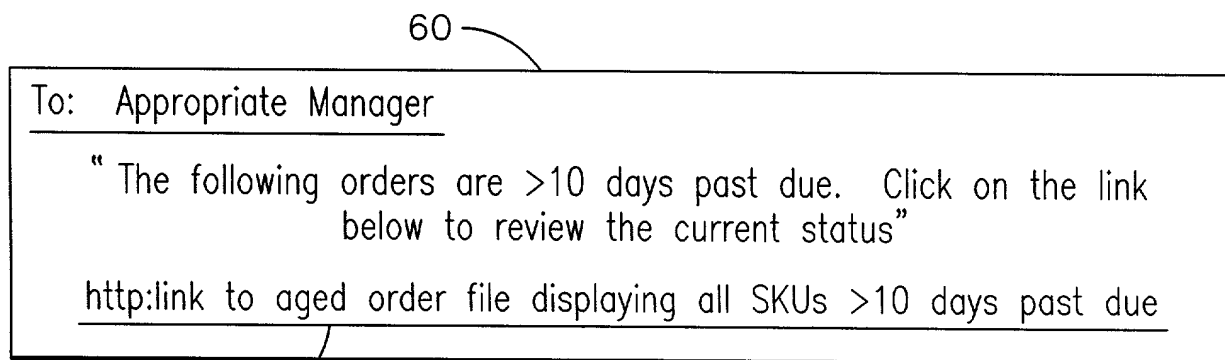 60
To: Appropriate Manager
“ The following orders are >10 days past due. Click on the link
below to review the current status”
http:link to aged order file displaying all SKUs >10 days past due